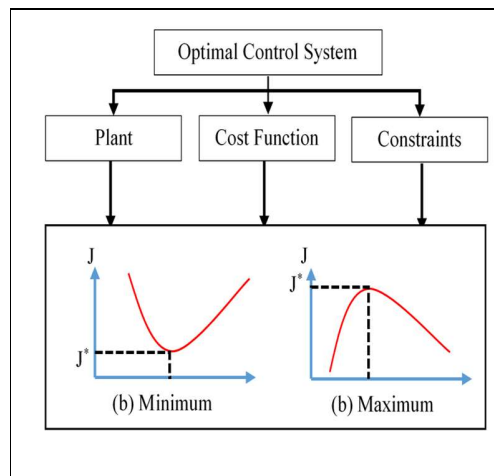 Optimal Control System
Plant
Cost Function
Constraints
J
J*
(b) Minimum
J
J*
(b) Maximum